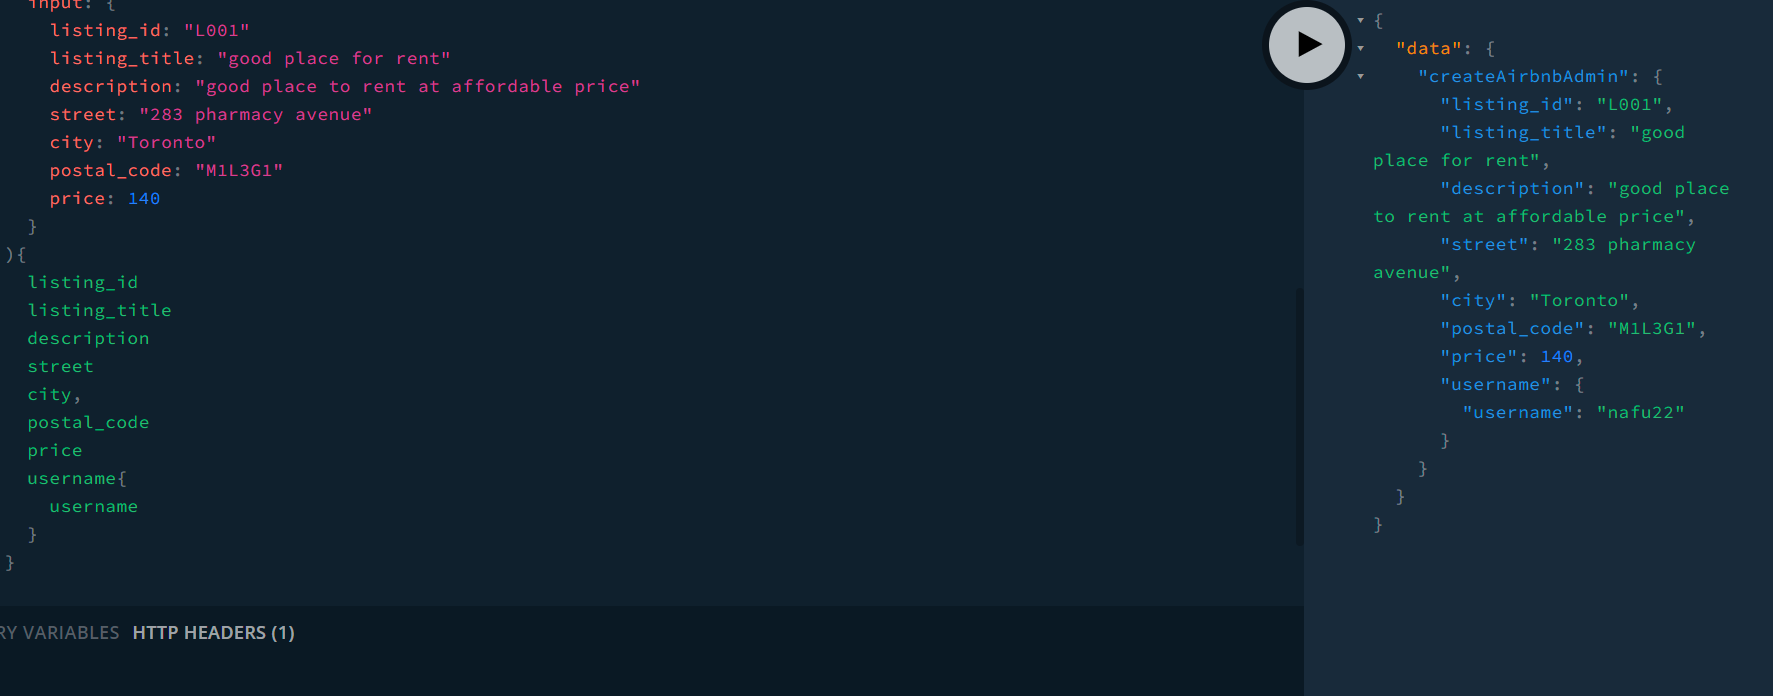 input: {
listing_id: "L001"
listing_title: "good place for rent"
description: "good place to rent at affordable price"
street: "283 pharmacy avenue"
city: "Toronto"
postal_code: "M1L3G1"
price: 140
}
){
listing_id
listing_title
description
street
city,
postal_code
price
username{
username
}
}
RY VARIABLES HTTP HEADERS (1)
{
"data": {
"createAirbnbAdmin": {
"listing_id": "L001",
"listing_title": "good
place for rent",
"description": "good place
to rent at affordable price",
"street": "283 pharmacy
avenue",
"city": "Toronto",
"postal_code": "M1L3G1",
"price": 140,
"username": {
"username": "nafu22"
}
}
}
}